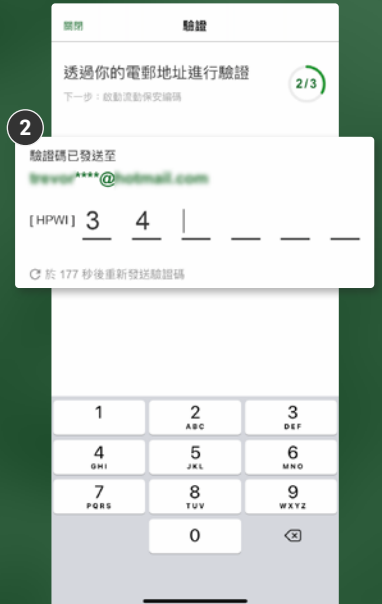 關閉
驗證
透過你的電郵地址進行驗證
2/3
下一步：啟動流動保安編碼
2
驗證碼已發送至
trevor****@hotmail.com
[ HPWI ] 3 4
於 177 秒後重新發送驗證碼
1
2
ABC
3
DEF
4
GHI
5
JKL
6
MNO
7
PQRS
8
TUV
9
WXYZ
0